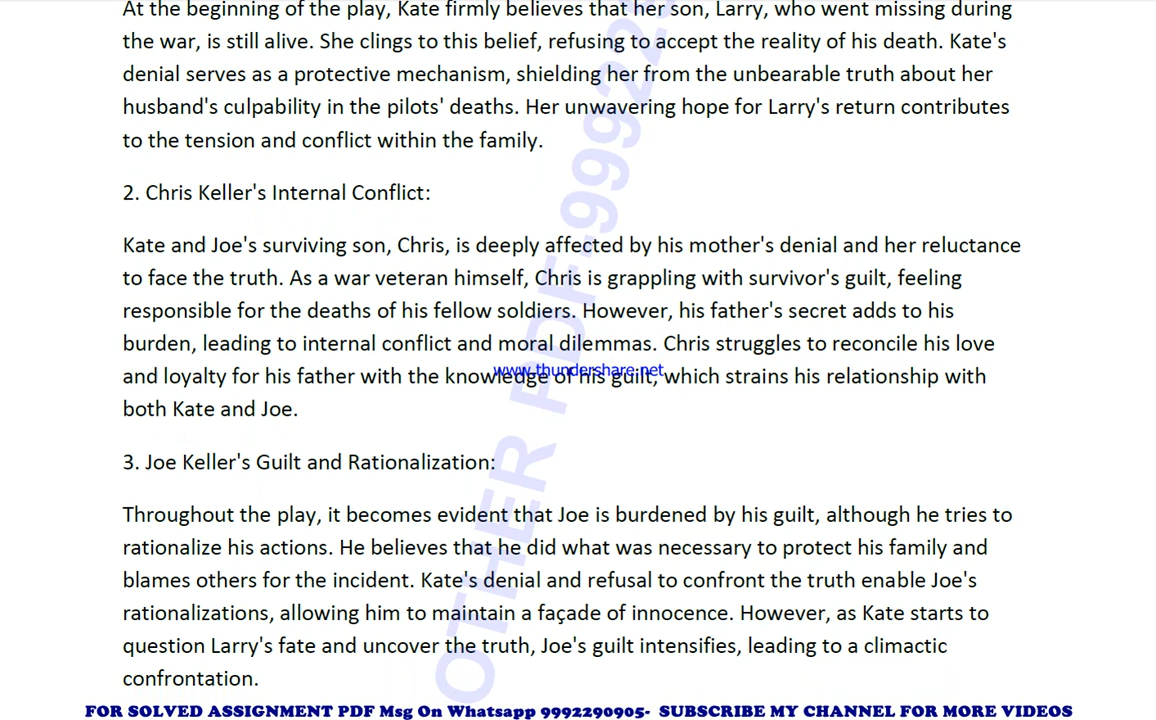 At the beginning of the play, Kate firmly believes that her son, Larry, who went missing during
the war, is still alive. She clings to this belief, refusing to accept the reality of his death. Kate's
denial serves as a protective mechanism, shielding her from the unbearable truth about her
husband's culpability in the pilots' deaths. Her unwavering hope for Larry's return contributes
to the tension and conflict within the family.
2. Chris Keller's Internal Conflict:
Kate and Joe's surviving son, Chris, is deeply affected by his mother's denial and her reluctance
to face the truth. As a war veteran himself, Chris is grappling with survivor's guilt, feeling
responsible for the deaths of his fellow soldiers. However, his father's secret adds to his
burden, leading to internal conflict and moral dilemmas. Chris struggles to reconcile his love
www.thundershare.net
and loyalty for his father with the knowledge of his guilt, which strains his relationship with
both Kate and Joe.
3. Joe Keller's Guilt and Rationalization:
Throughout the play, it becomes evident that Joe is burdened by his guilt, although he tries to
rationalize his actions. He believes that he did what was necessary to protect his family and
blames others for the incident. Kate's denial and refusal to confront the truth enable Joe's
rationalizations, allowing him to maintain a façade of innocence. However, as Kate starts to
question Larry's fate and uncover the truth, Joe's guilt intensifies, leading to a climactic
confrontation.
OTHER PDF-999229
FOR SOLVED ASSIGNMENT PDF Msg On Whatsapp 9992290905- SUBSCRIBE MY CHANNEL FOR MORE VIDEOS